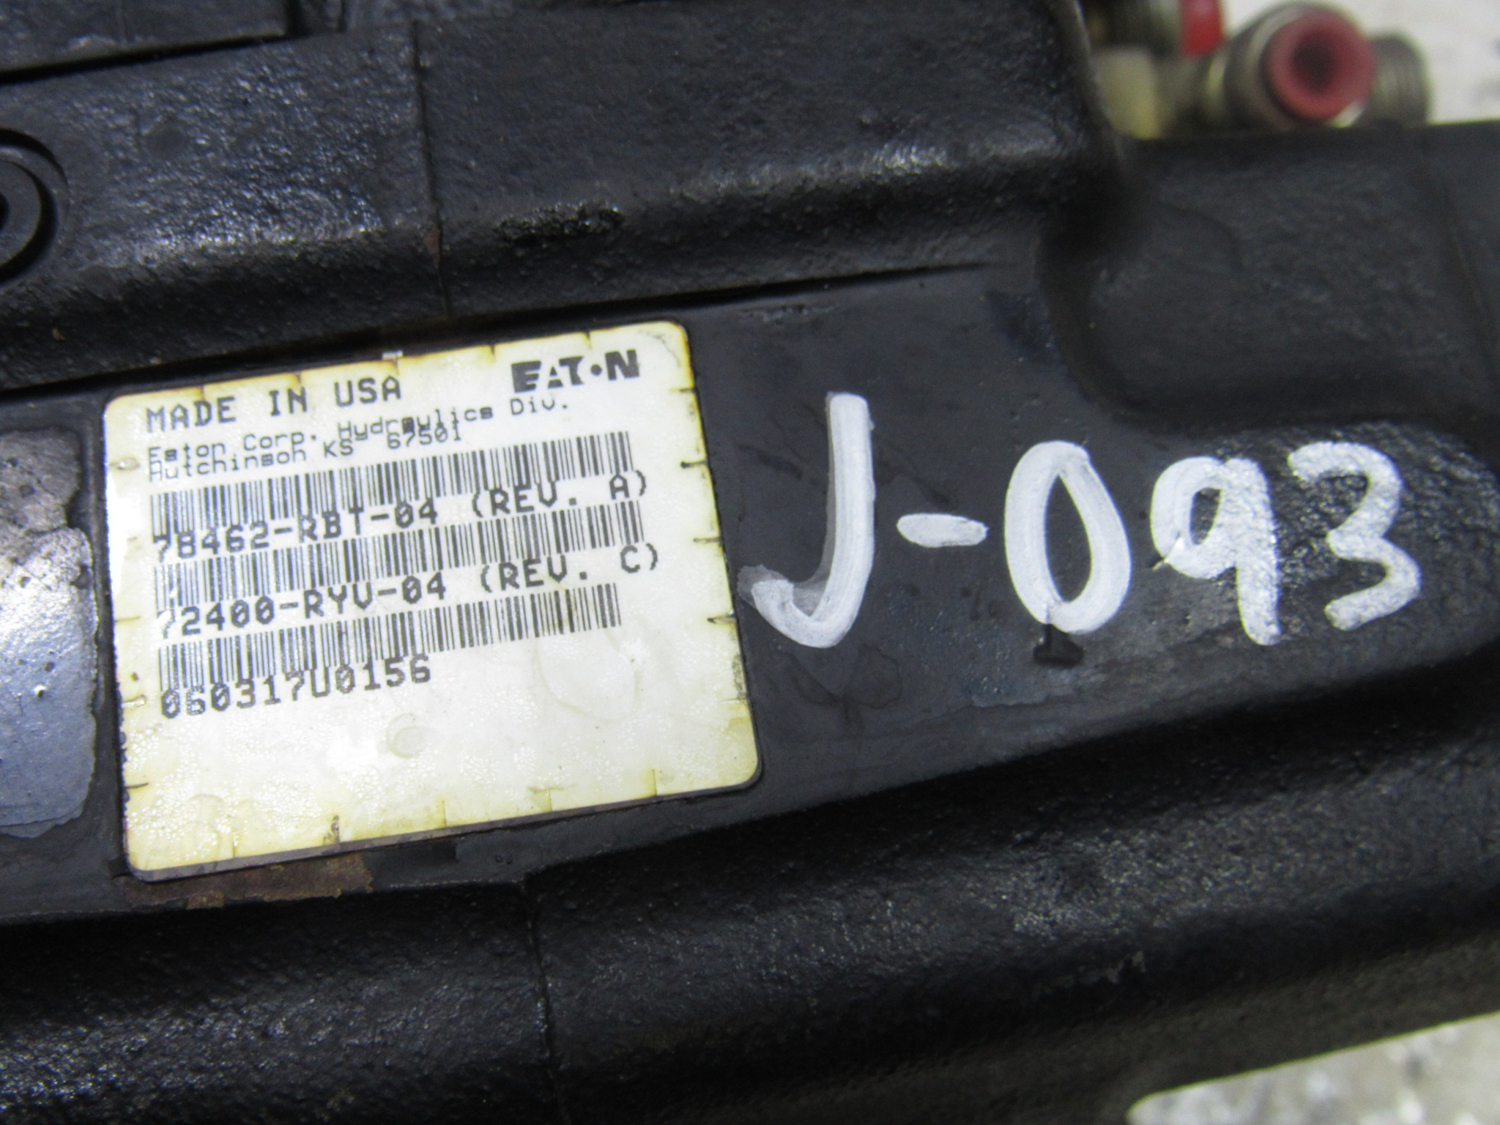 MADE IN USA
EATON
Eaton Corp. Hydraulics Div.
Hutchinson KS 67501
78462-RBT-04 (REV. A)
72400-RYV-04 (REV. C)
060317U0156
J-093